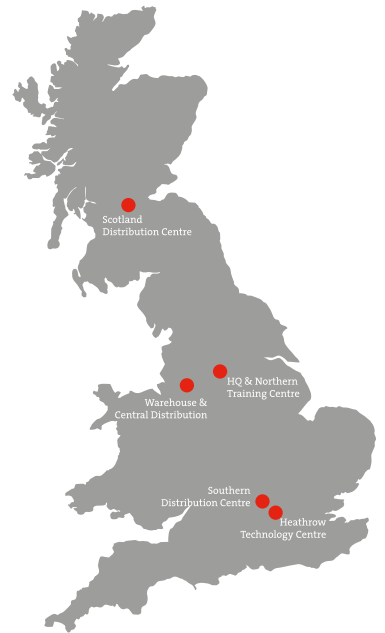 Scotland
Distribution Centre
HQ & Northern
Training Centre
Warehouse &
Central Distribution
Southern
Distribution Centre
Heathrow
Technology Centre